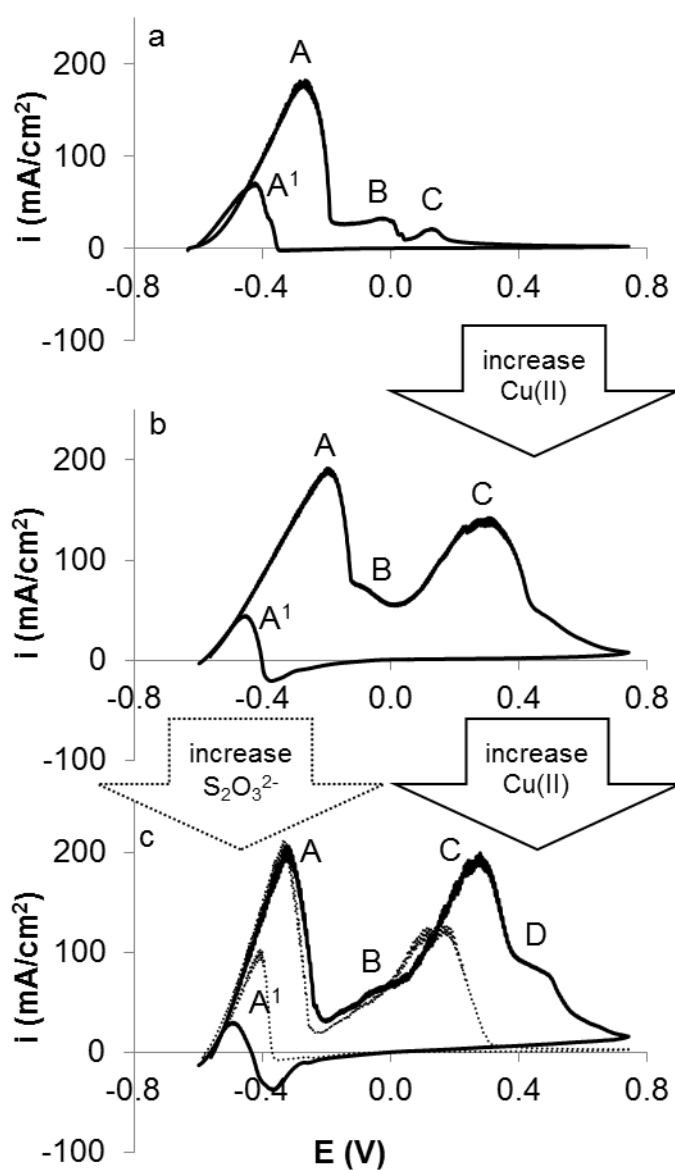 a
A
200
A¹
B
C
100
0
-0.8
-0.4
0.0
0.4
0.8
-100
i (mA/cm²)
increase
Cu(II)
b
A
200
C
100
A¹
B
0
-0.8
-0.4
0.0
0.4
0.8
-100
i (mA/cm²)
increase
S₂O₃²⁻
increase
Cu(II)
c
A
C
200
D
B
100
A¹
0
-0.8
-0.4
0.0
0.4
0.8
-100
i (mA/cm²)
E (V)